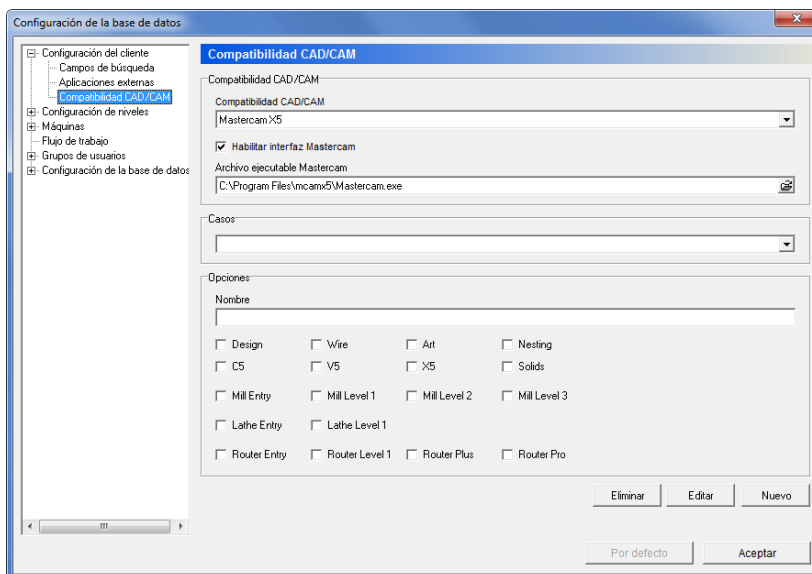 Configuración de la base de datos
Configuración del cliente
Campos de búsqueda
Aplicaciones externas
Compatibilidad CAD/CAM
Configuración de niveles
Máquinas
Flujo de trabajo
Grupos de usuarios
Configuración de la base de datos
Compatibilidad CAD/CAM
Compatibilidad CAD/CAM
Compatibilidad CAD/CAM
Mastercam X5
Habilitar interfaz Mastercam
Archivo ejecutable Mastercam
C:\Program Files\mcamx5\Mastercam.exe
Casos
Opciones
Nombre
Design Wire Art Nesting
C5 V5 X5 Solids
Mill Entry Mill Level 1 Mill Level 2 Mill Level 3
Lathe Entry Lathe Level 1
Router Entry Router Level 1 Router Plus Router Pro
Eliminar Editar Nuevo
Por defecto Aceptar